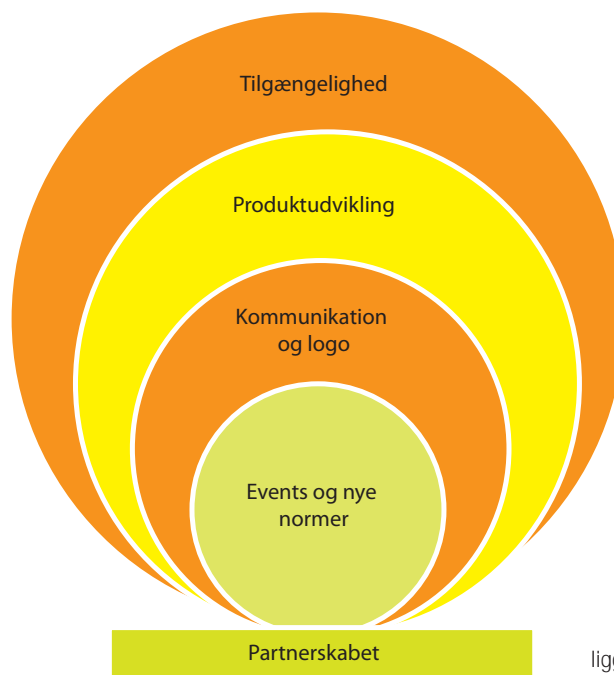 Tilgængelighed
Produktudvikling
Kommunikation
og logo
Events og nye
normer
Partnerskabet